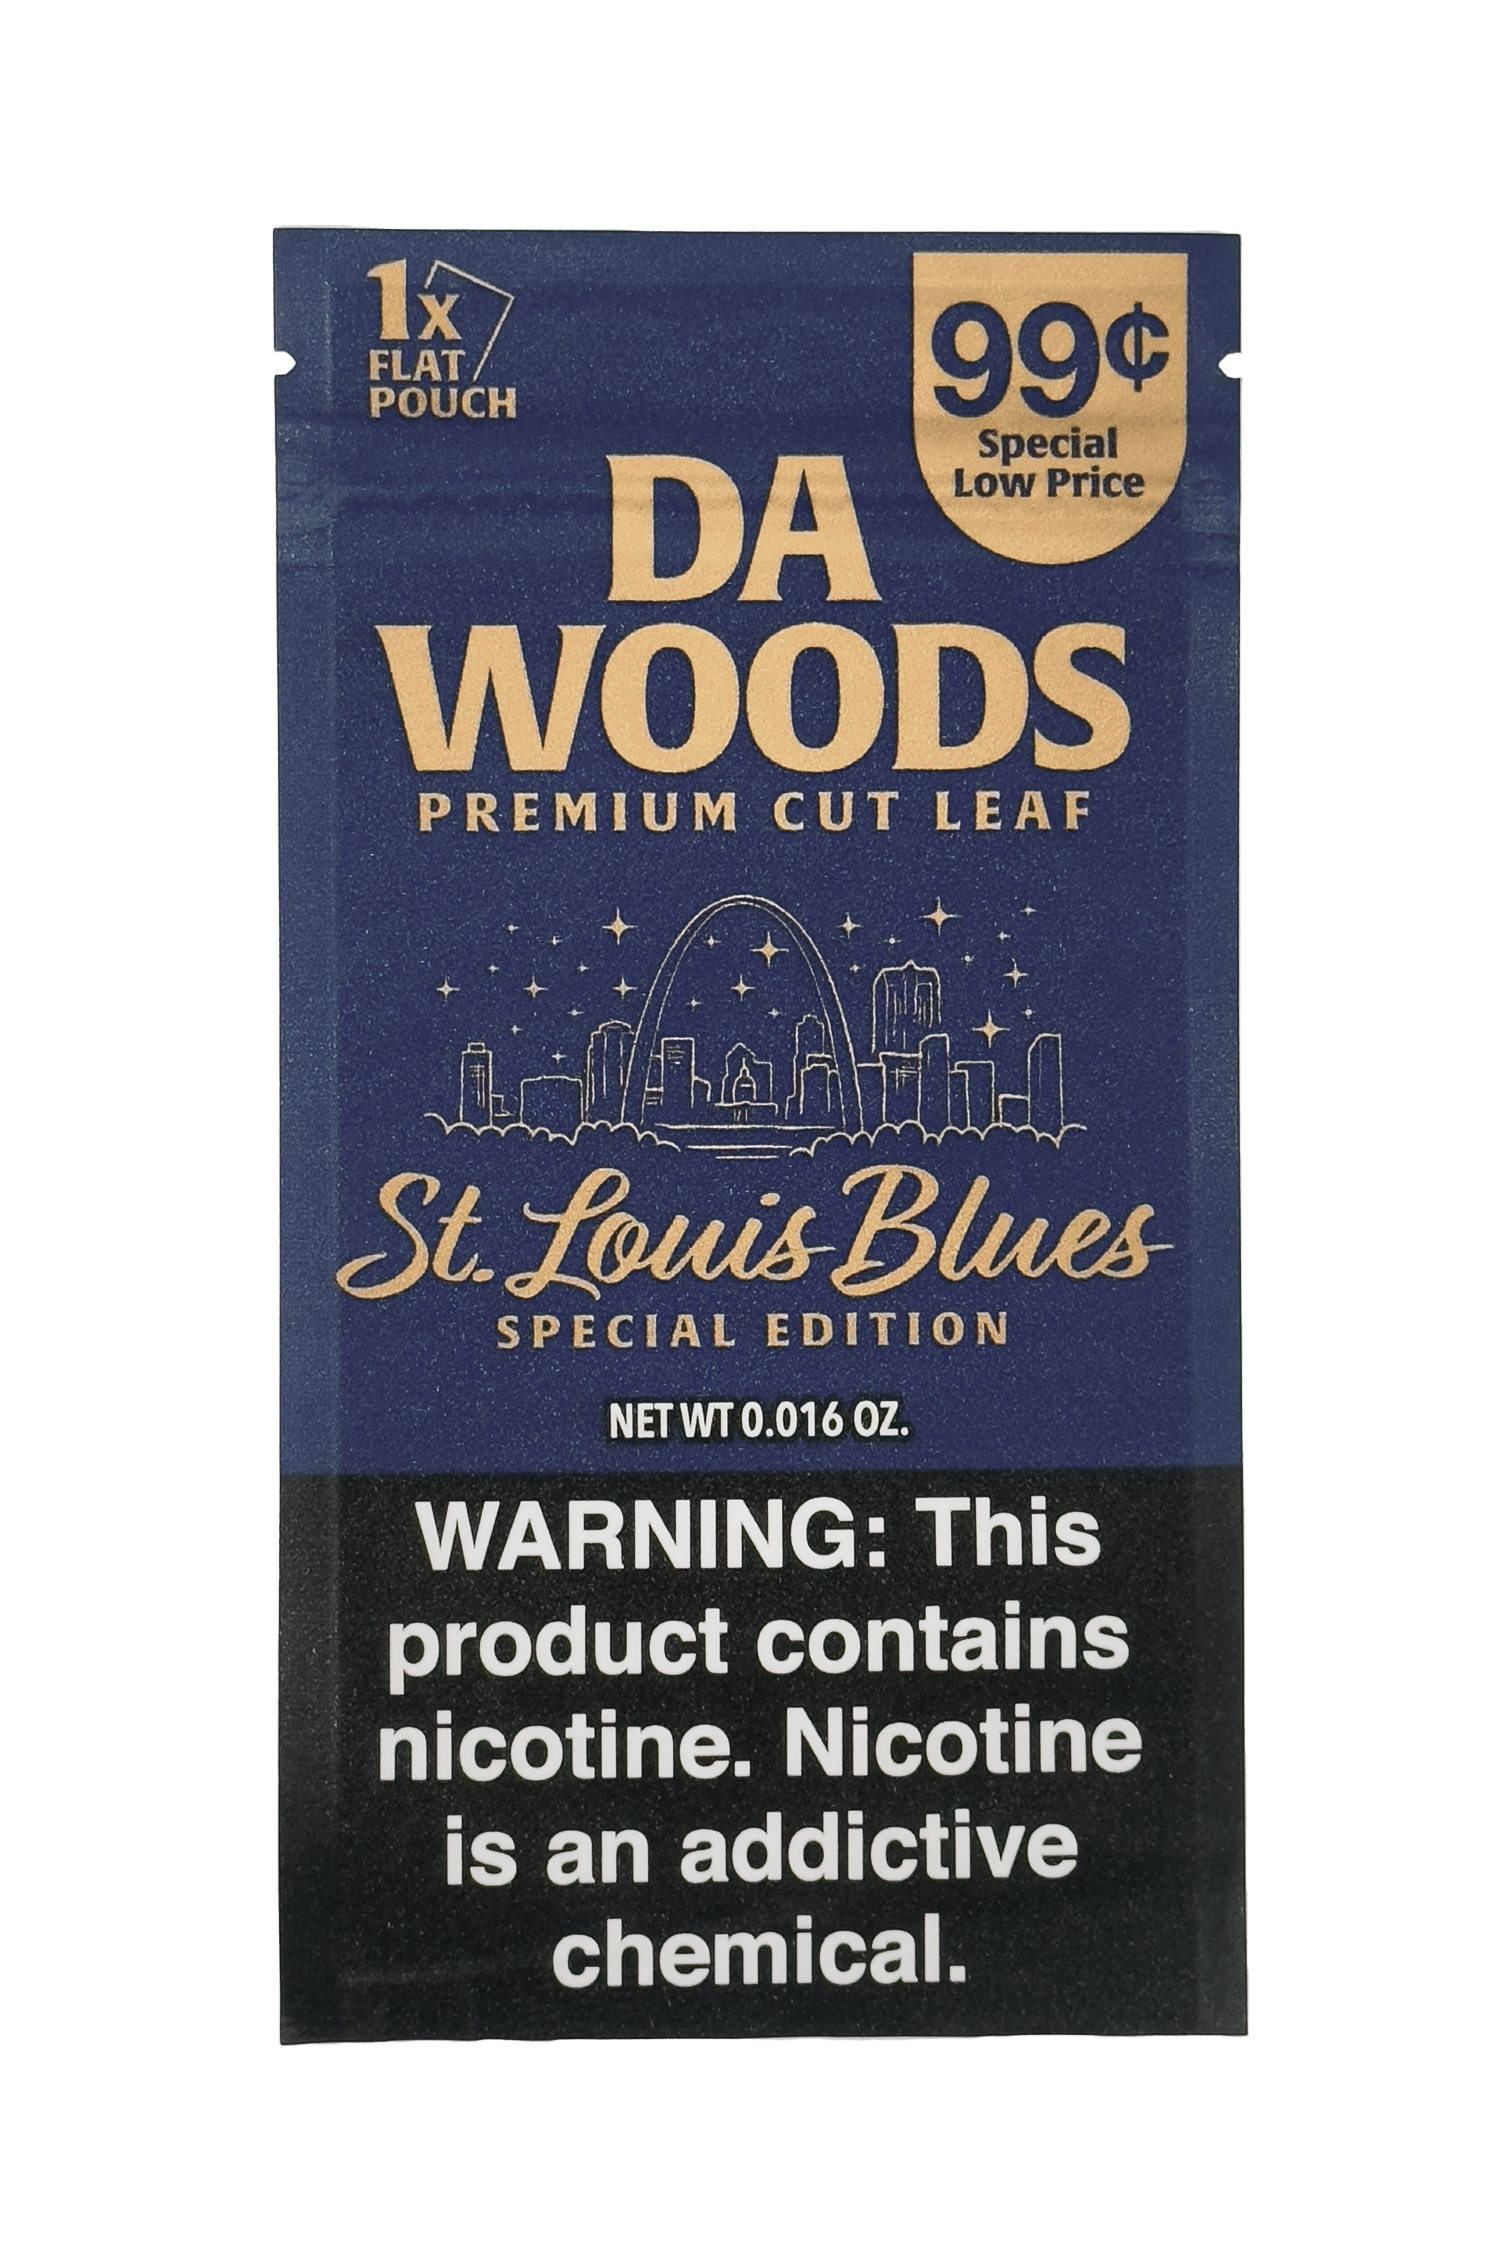 1x
FLAT
POUCH
99¢
Special
Low Price
DA
WOODS
PREMIUM CUT LEAF
St. Louis Blues
SPECIAL EDITION
NET WT 0.016 OZ.
WARNING: This
product contains
nicotine. Nicotine
is an addictive
chemical.